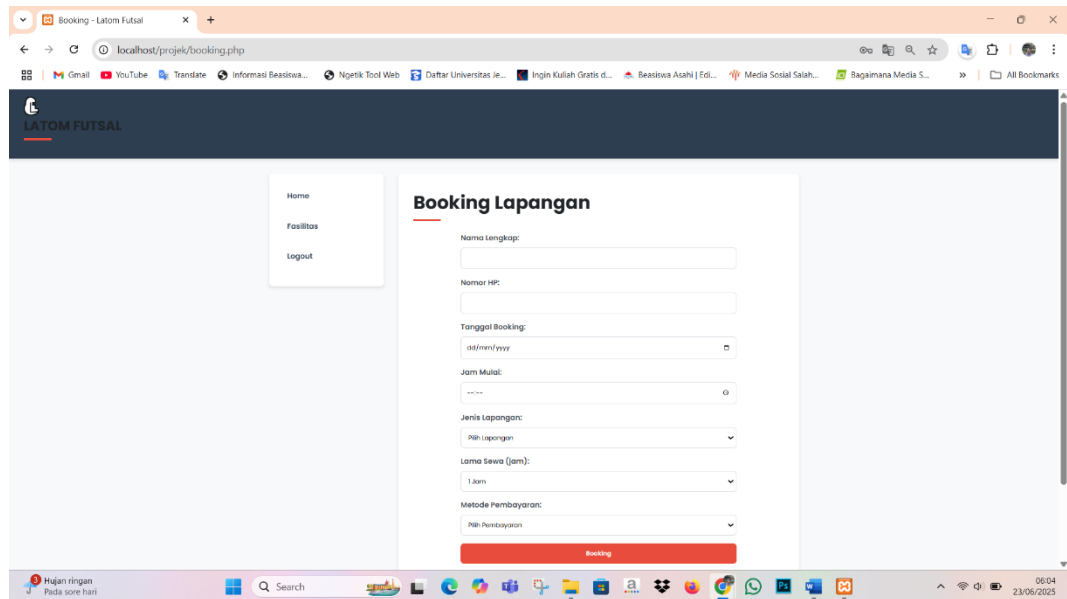 Booking - Latom Futsal
localhost/projek/booking.php
Gmail YouTube Translate Informasi Beasiswa... Ngetik Tool Web Daftar Universitas Je... Ingin Kuliah Gratis d... Beasiswa Asahi | Edi... Media Sosial Salah... Bagaimana Media S... » All Bookmarks
LATOM FUTSAL
Home
Fasilitas
Logout
Booking Lapangan
Nama Lengkap:
Nomor HP:
Tanggal Booking:
dd/mm/yyyy
Jam Mulai:
--:--
Jenis Lapangan:
Pilih Lapangan
Lama Sewa (jam):
1 Jam
Metode Pembayaran:
Pilih Pembayaran
Booking
3
Hujan ringan
Pada sore hari
Search
06:04
23/06/2025